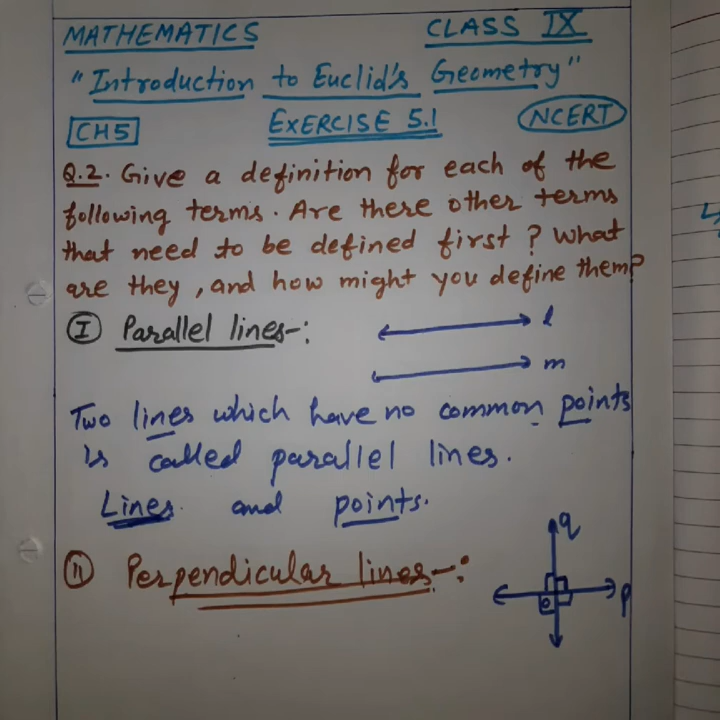 MATHEMATICS CLASS IX
"Introduction to Euclid's Geometry"
CH5 EXERCISE 5.1 NCERT
Q.2. Give a definition for each of the
following terms. Are there other terms
that need to be defined first? What
are they, and how might you define them?
I Parallel lines-: l
m
Two lines which have no common points
is called parallel lines.
Lines and points.
q
II Perpendicular lines-:
p